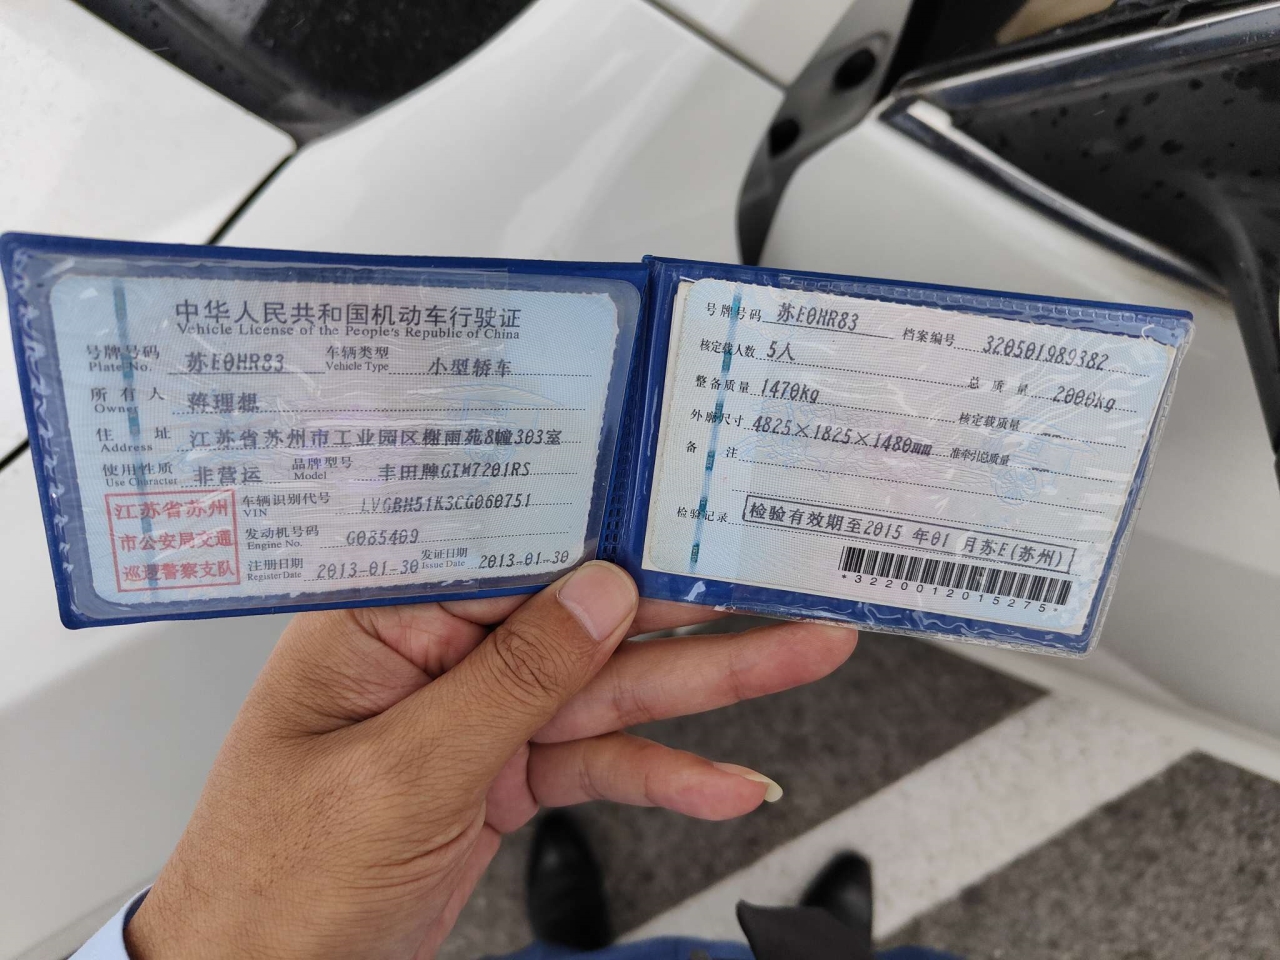 中华人民共和国机动车行驶证
Vehicle License of the People's Republic of China
号牌号码 苏E0HR83 车辆类型 小型轿车
Plate No. Vehicle Type
所有人 蒋理想
Owner
住址 江苏省苏州市工业园区榭雨苑8幢303室
Address
使用性质 非营运 品牌型号 丰田牌GTM7201RS
Use Character Model
车辆识别代号 LVGBH51K3CG060751
VIN
发动机号码 G085409
Engine No.
注册日期 2013-01-30 发证日期 2013-01-30
Register Date Issue Date
江苏省苏州
市公安局交通
巡逻警察支队
号牌号码 苏E0HR83 档案编号 320501989382
核定载人数 5人 总质量 2000kg
整备质量 1470kg 核定载质量 --
外廓尺寸 4825×1825×1480mm 准牵引总质量 --
备注
检验记录 检验有效期至2015年01月苏E(苏州)
*3220012015275*